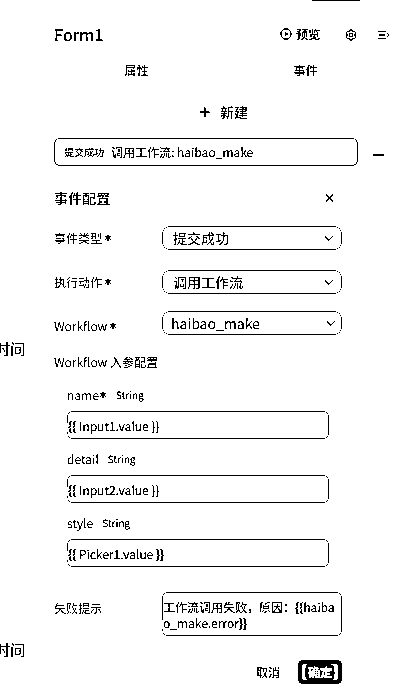 Form1 预览
属性 事件
+ 新建
提交成功 调用工作流: haibao_make
事件配置 ×
事件类型* 提交成功
执行动作* 调用工作流
Workflow* haibao_make
时间
Workflow 入参配置
name* String
{{ Input1.value }}
detail String
{{ Input2.value }}
style String
{{ Picker1.value }}
失败提示 工作流调用失败，原因：{{haiba
o_make.error}}
时间
取消 确定